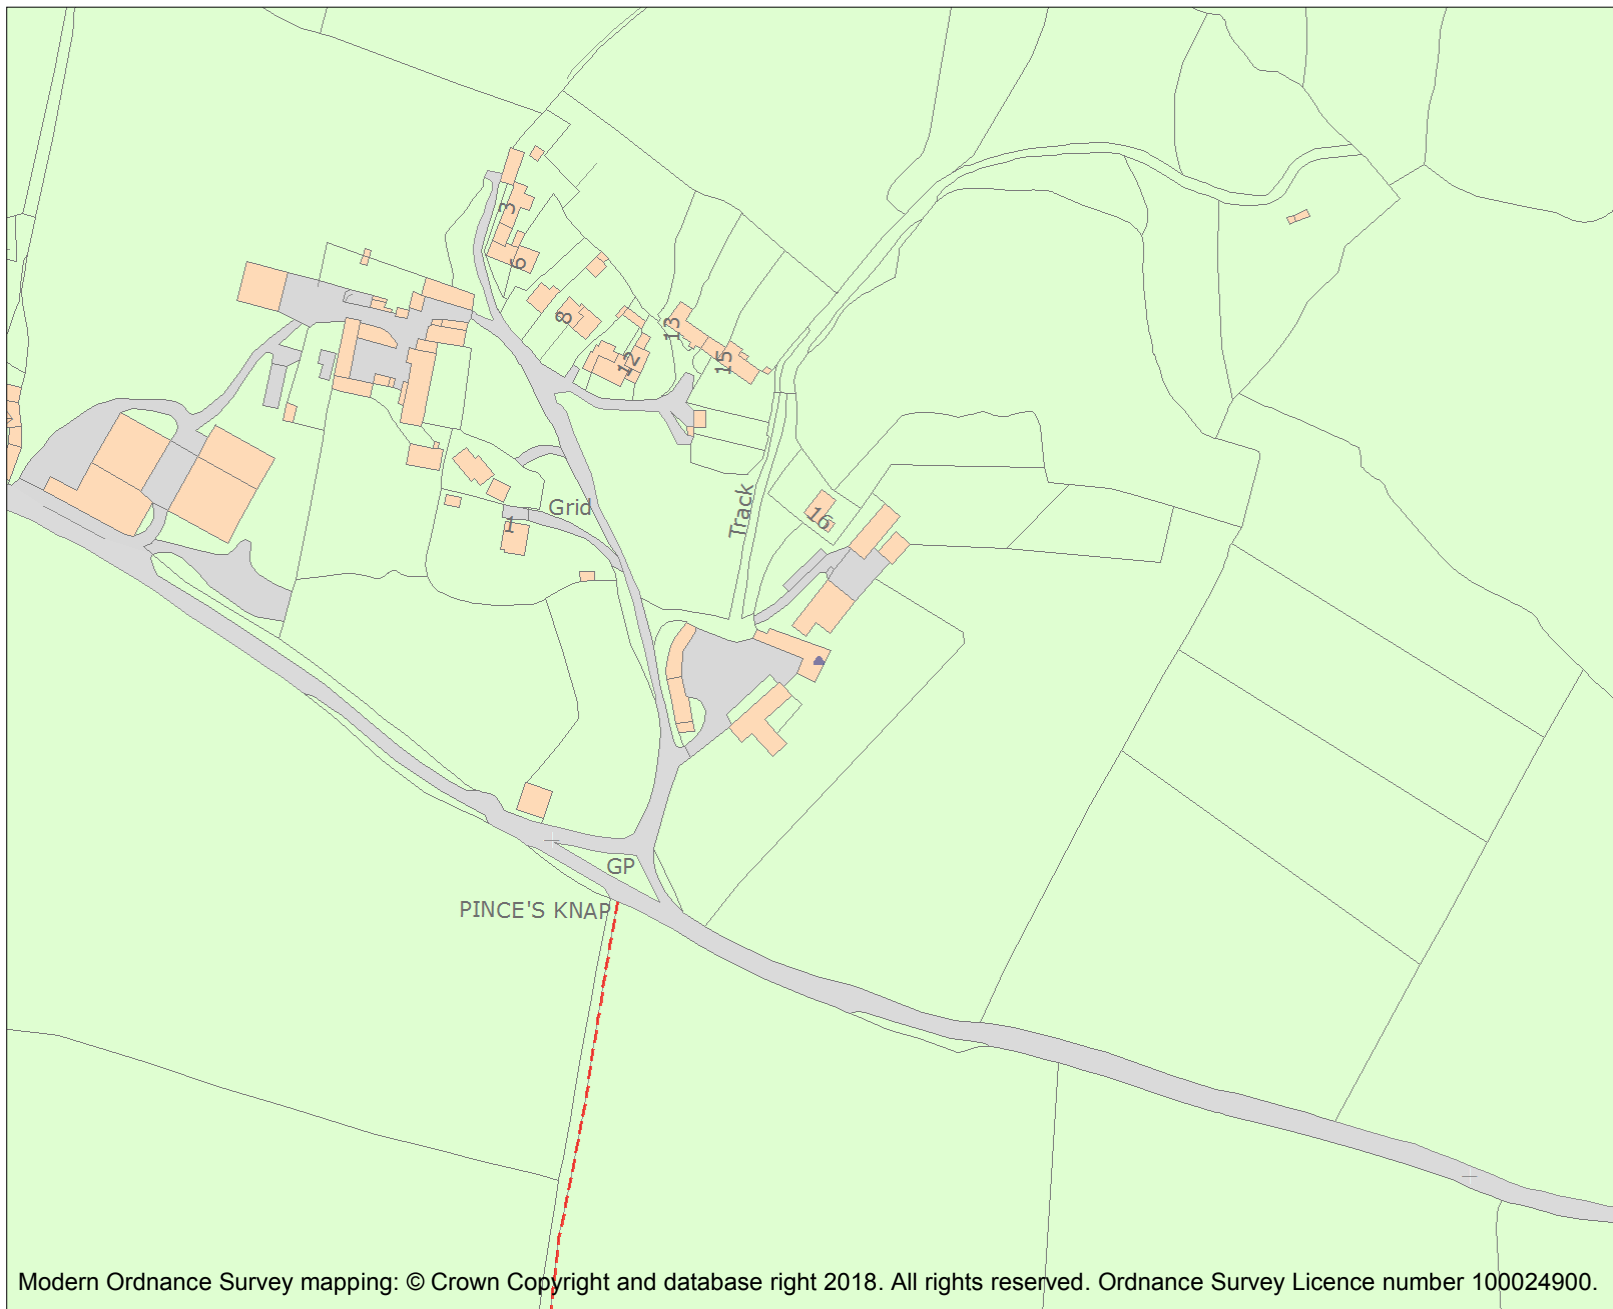 3
6
8
13
12
15
Grid
Track
16
1
GP
PINCE'S KNAP
Modern Ordnance Survey mapping: © Crown Copyright and database right 2018. All rights reserved. Ordnance Survey Licence number 100024900.